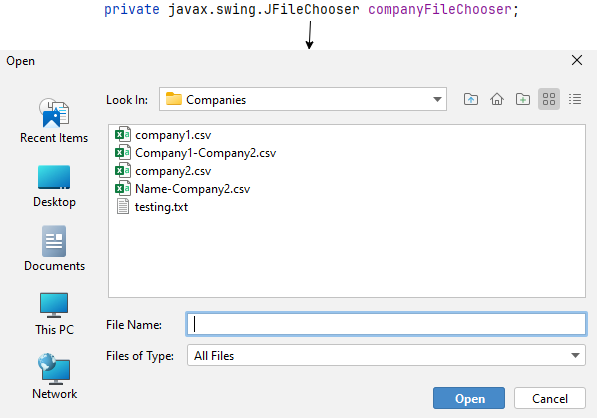 private javax.swing.JFileChooser companyFileChooser;
Open
Look In: Companies
Recent Items
Desktop
Documents
This PC
Network
company1.csv
Company1-Company2.csv
company2.csv
Name-Company2.csv
testing.txt
File Name:
Files of Type: All Files
Open Cancel